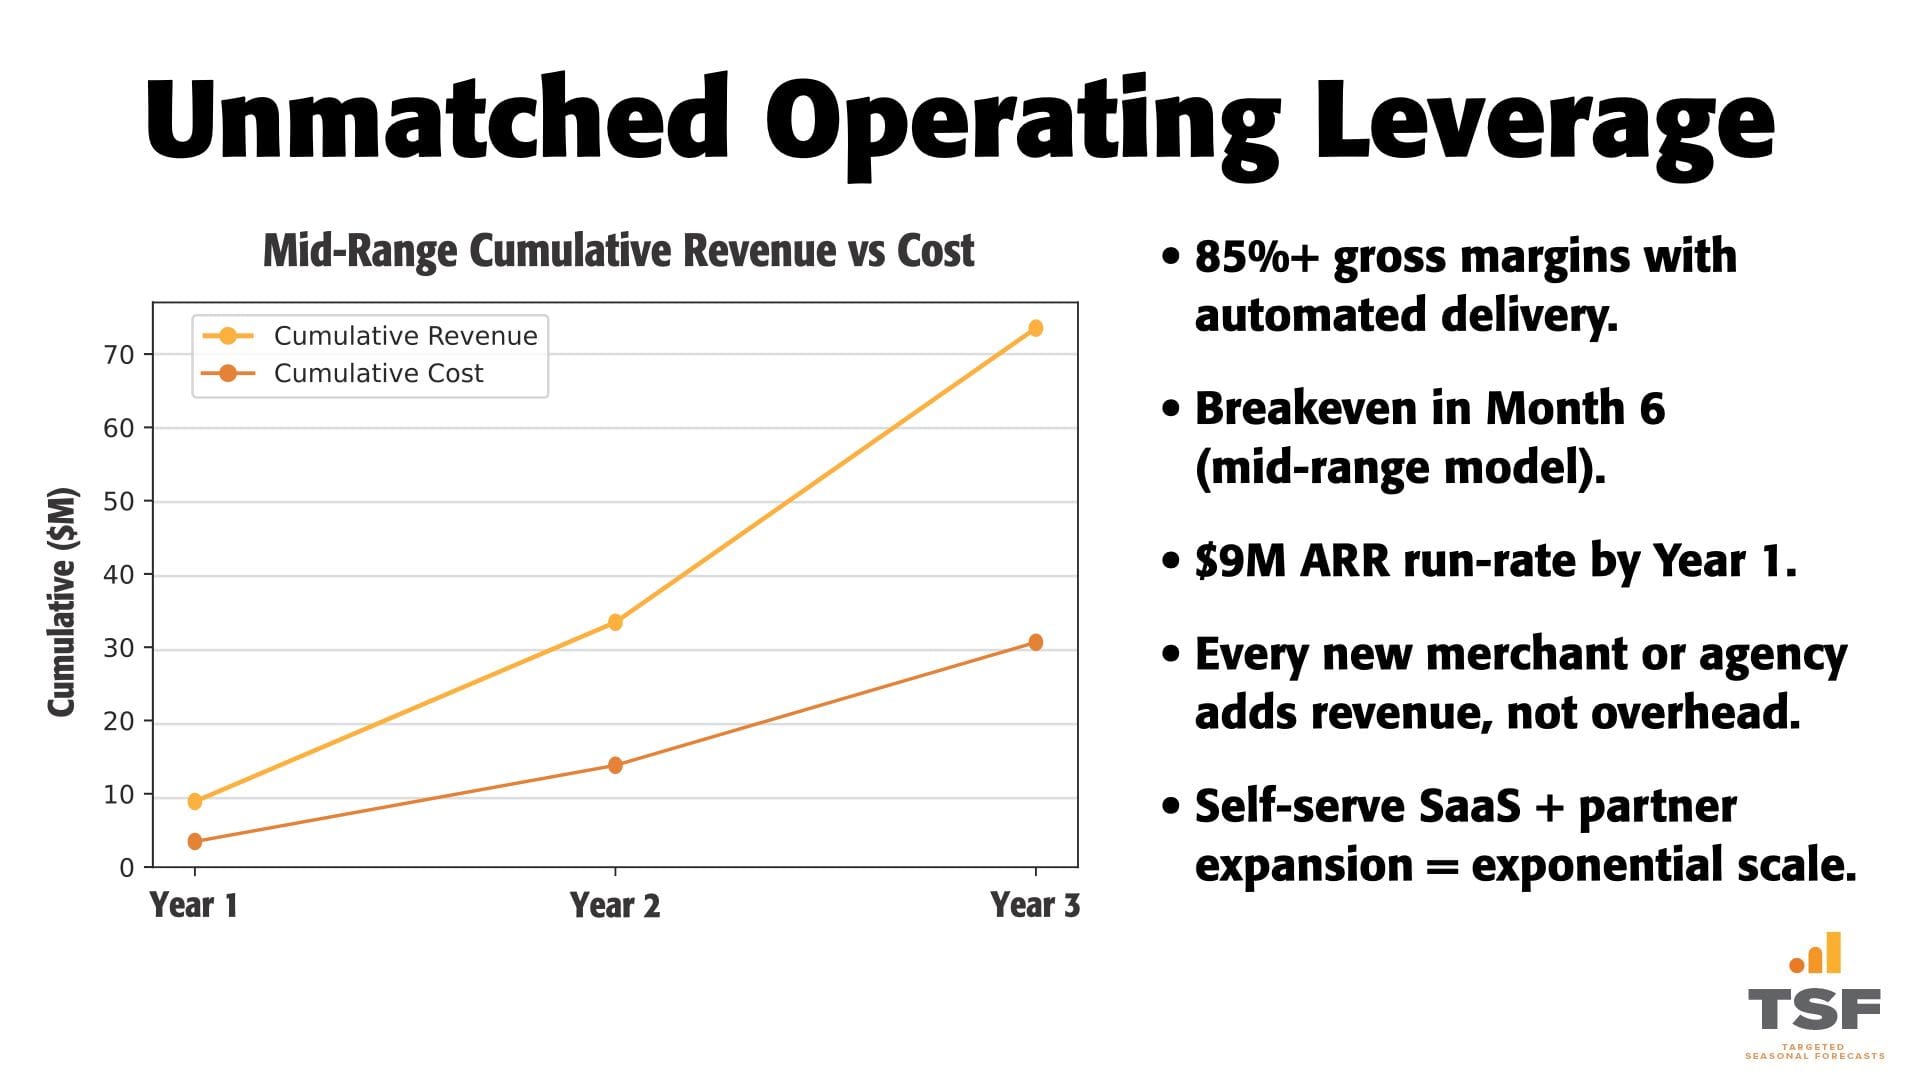 Unmatched Operating Leverage
Mid-Range Cumulative Revenue vs Cost
Cumulative Revenue
Cumulative Cost
Cumulative ($M)
70
60
50
40
30
20
10
0
Year 1
Year 2
Year 3
• 85%+ gross margins with
automated delivery.
• Breakeven in Month 6
(mid-range model).
• $9M ARR run-rate by Year 1.
• Every new merchant or agency
adds revenue, not overhead.
• Self-serve SaaS + partner
expansion = exponential scale.
TSF
TARGETED
SEASONAL FORECASTS